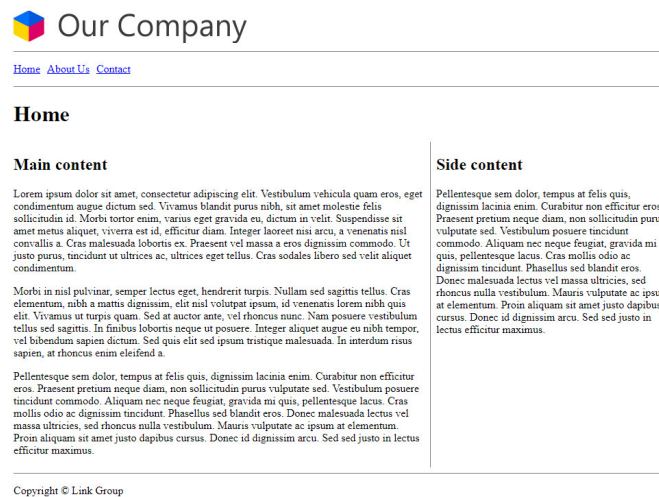 Our Company
Home About Us Contact
Home
Main content
Lorem ipsum dolor sit amet, consectetur adipiscing elit. Vestibulum vehicula quam eros, eget
condimentum augue dictum sed. Vivamus blandit purus nibh, sit amet molestie felis
sollicitudin id. Morbi tortor enim, varius eget gravida eu, dictum in velit. Suspendisse sit
amet metus aliquet, viverra est id, efficitur diam. Integer laoreet nisi arcu, a venenatis nisl
convallis a. Cras malesuada lobortis ex. Praesent vel massa a eros dignissim commodo. Ut
justo purus, tincidunt ut ultrices ac, ultrices eget tellus. Cras sodales libero sed velit aliquet
condimentum.
Morbi in nisl pulvinar, semper lectus eget, hendrerit turpis. Nullam sed sagittis tellus. Cras
elementum, nibh a mattis dignissim, elit nisl volutpat ipsum, id venenatis lorem nibh quis
elit. Vivamus ut turpis quam. Sed at auctor ante, vel rhoncus nunc. Nam posuere vestibulum
tellus sed sagittis. In finibus lobortis neque ut posuere. Integer aliquet augue eu nibh tempor,
vel bibendum sapien dictum. Sed quis elit sed ipsum tristique malesuada. In interdum risus
sapien, at rhoncus enim eleifend a.
Pellentesque sem dolor, tempus at felis quis, dignissim lacinia enim. Curabitur non efficitur
eros. Praesent pretium neque diam, non sollicitudin purus vulputate sed. Vestibulum posuere
tincidunt commodo. Aliquam nec neque feugiat, gravida mi quis, pellentesque lacus. Cras
mollis odio ac dignissim tincidunt. Phasellus sed blandit eros. Donec malesuada lectus vel
massa ultricies, sed rhoncus nulla vestibulum. Mauris vulputate ac ipsum at elementum.
Proin aliquam sit amet justo dapibus cursus. Donec id dignissim arcu. Sed sed justo in lectus
efficitur maximus.
Side content
Pellentesque sem dolor, tempus at felis quis,
dignissim lacinia enim. Curabitur non efficitur eros
Praesent pretium neque diam, non sollicitudin puru
vulputate sed. Vestibulum posuere tincidunt
commodo. Aliquam nec neque feugiat, gravida mi
quis, pellentesque lacus. Cras mollis odio ac
dignissim tincidunt. Phasellus sed blandit eros.
Donec malesuada lectus vel massa ultricies, sed
rhoncus nulla vestibulum. Mauris vulputate ac ipsu
at elementum. Proin aliquam sit amet justo dapibus
cursus. Donec id dignissim arcu. Sed sed justo in
lectus efficitur maximus.
Copyright © Link Group